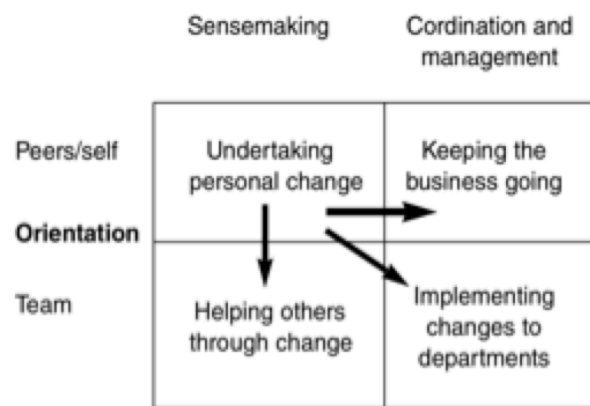 Sensemaking
Cordination and
management
Peers/self
Undertaking
personal change
Keeping the
business going
Orientation
Team
Helping others
through change
Implementing
changes to
departments